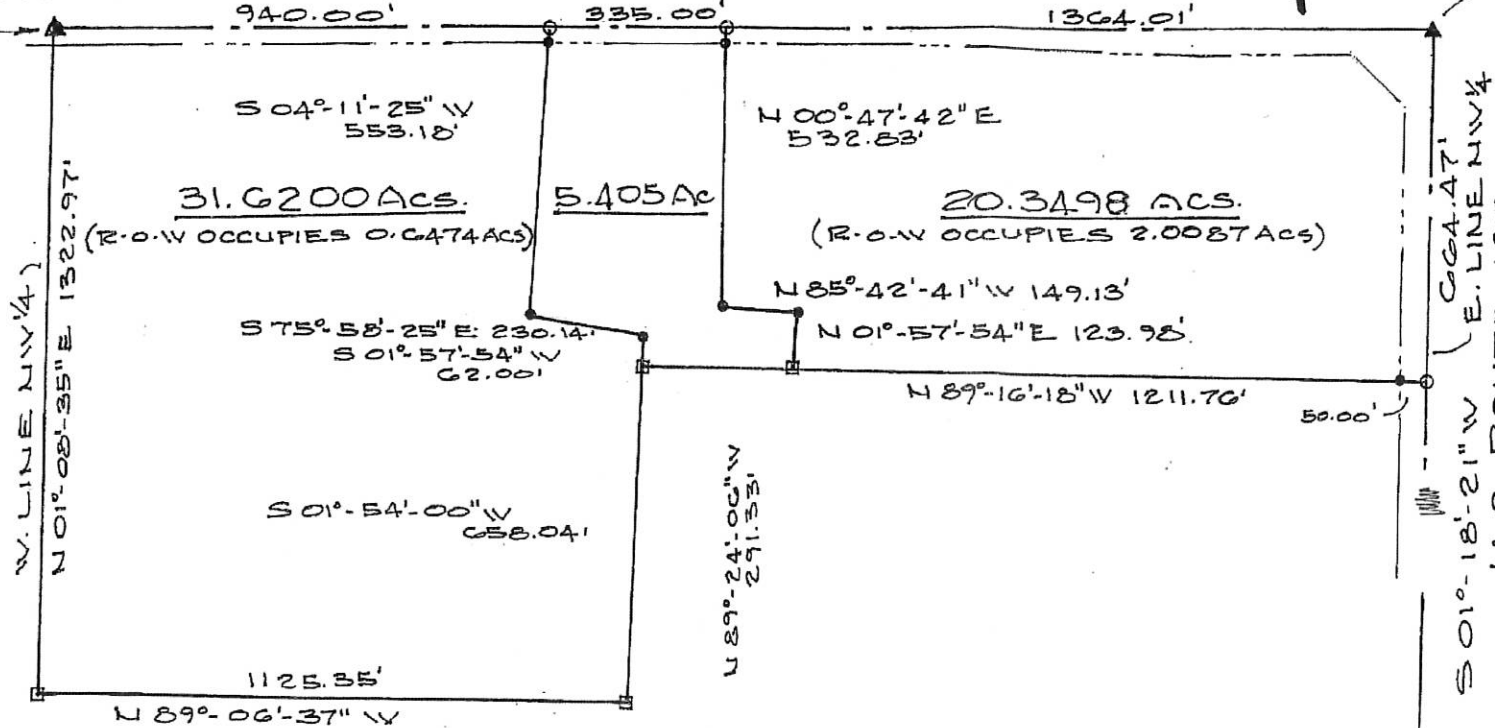 940.00'
335.00'
1364.01'
S 04°-11'-25" W
553.18'
N 00°-47'-42" E
532.83'
31.6200 Acs.
(R-O-W OCCUPIES 0.6474 ACS)
5.405 Ac
20.3498 ACS.
(R-O-W OCCUPIES 2.0087 ACS)
W. LINE NW 1/4)
N 01°-08'-35" E 1322.97'
N 85°-42'-41" W 149.13'
N 01°-57'-54" E 123.98'
S 75°-58'-25" E 230.14'
S 01°-57'-54" W
62.00'
N 89°-16'-18" W 1211.76'
50.00'
664.47'
(E. LINE NW 1/4
S 01°-18'-21" W
S 01°-54'-00" W
658.04'
N 89°-24'-06" W
291.33'
1125.35'
N 89°-06'-37" W